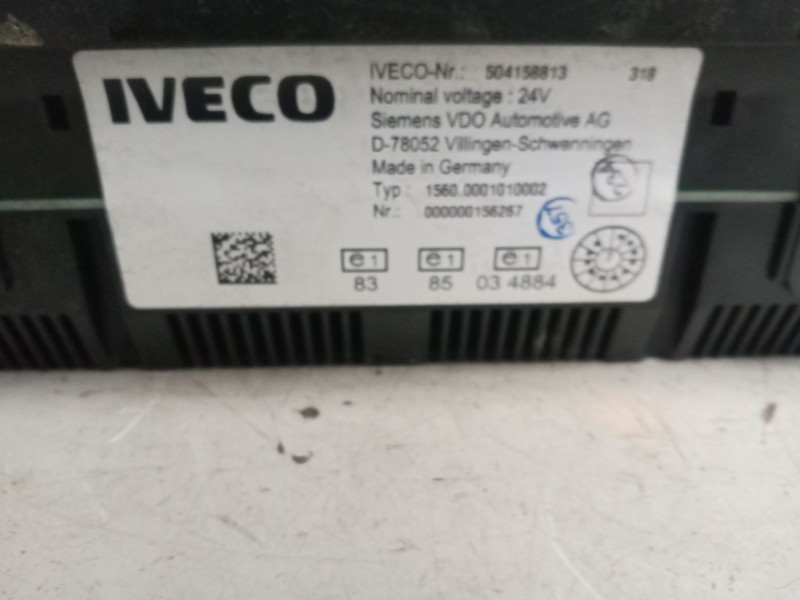 IVECO
IVECO-Nr.: 504158813 318
Nominal voltage : 24V
Siemens VDO Automotive AG
D-78052 Villingen-Schwenningen
Made in Germany
Typ : 1560.0001010002
Nr.: 000000156267
e1 e1 e1
83 85 03 4884